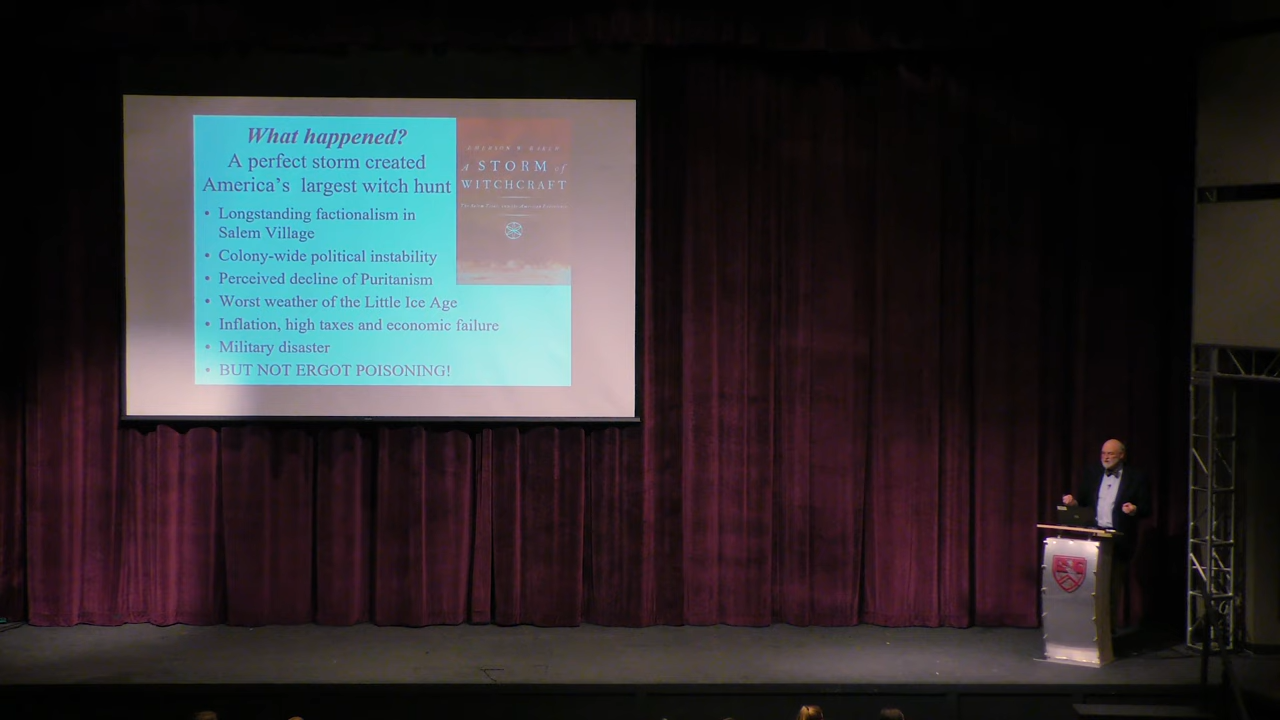 What happened?
A perfect storm created
America's largest witch hunt
• Longstanding factionalism in
Salem Village
• Colony-wide political instability
• Perceived decline of Puritanism
• Worst weather of the Little Ice Age
• Inflation, high taxes and economic failure
• Military disaster
• BUT NOT ERGOT POISONING!
A STORM of
WITCHCRAFT